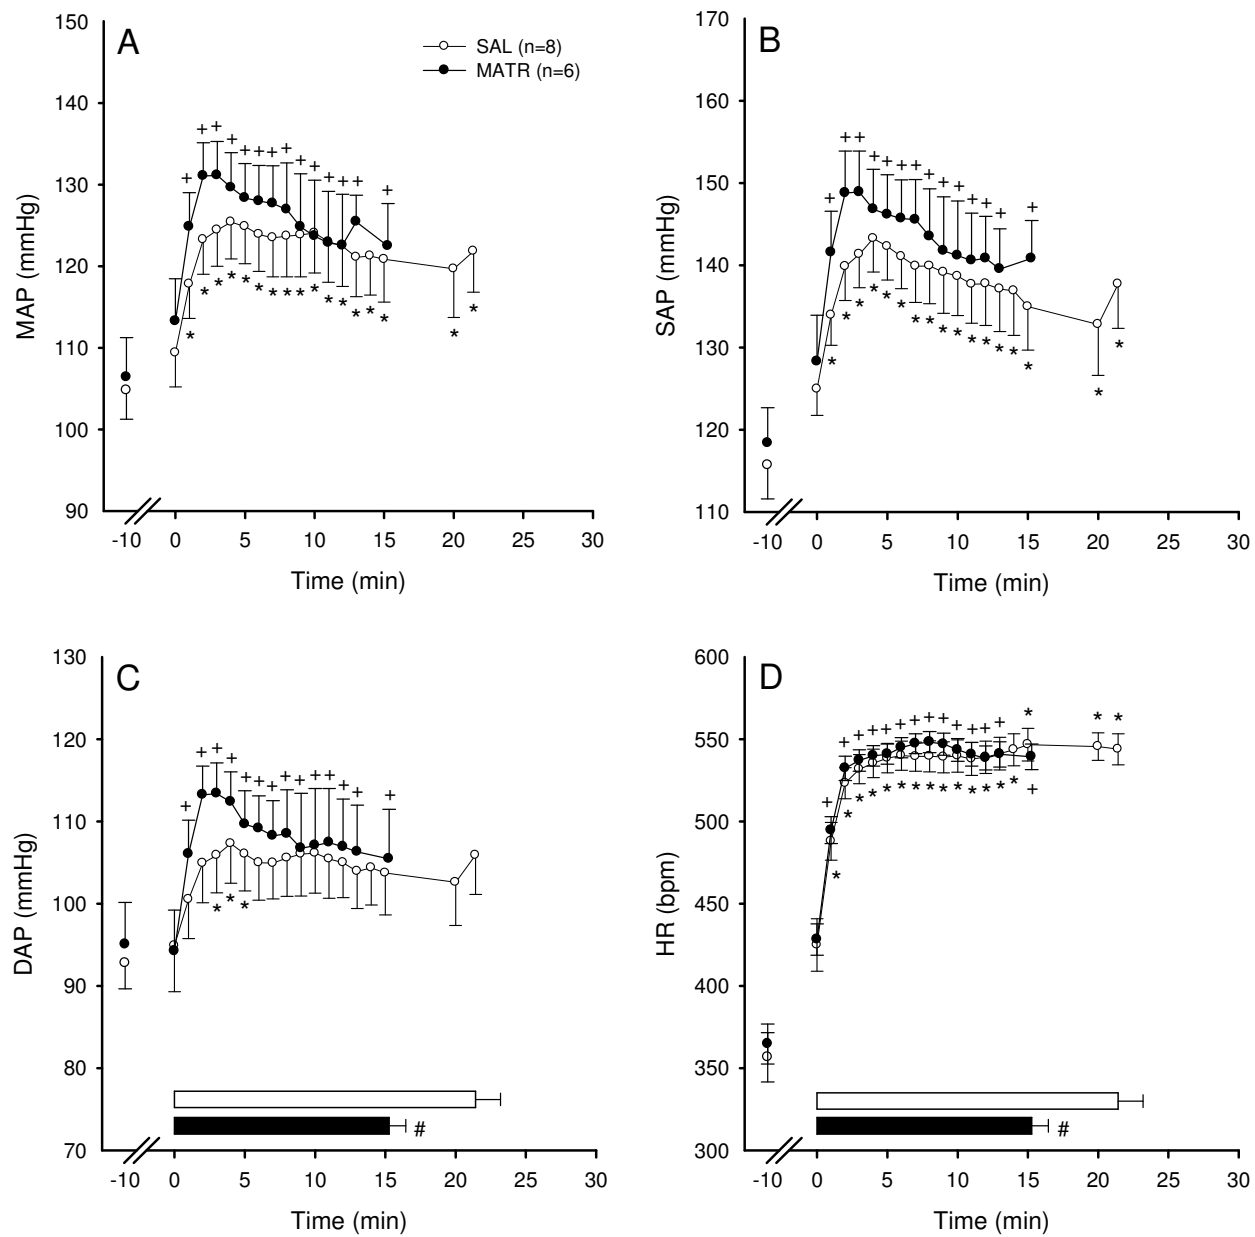 A
SAL (n=8)
MATR (n=6)
MAP (mmHg)
150
140
130
120
110
100
90
-10 0 5 10 15 20 25 30
Time (min)
+ + + + + + + + + + + + + +
* * * * * * * * * * * * * * * * *
B
SAP (mmHg)
170
160
150
140
130
120
110
-10 0 5 10 15 20 25 30
Time (min)
+ + + + + + + + + + + + + +
* * * * * * * * * * * * * * * * *
C
DAP (mmHg)
130
120
110
100
90
80
70
-10 0 5 10 15 20 25 30
Time (min)
+ + + + + + + + + + + + + +
* * *
#
D
HR (bpm)
600
550
500
450
400
350
300
-10 0 5 10 15 20 25 30
Time (min)
+ + + + + + + + + + + + + +
* * * * * * * * * * * * * * * * *
#